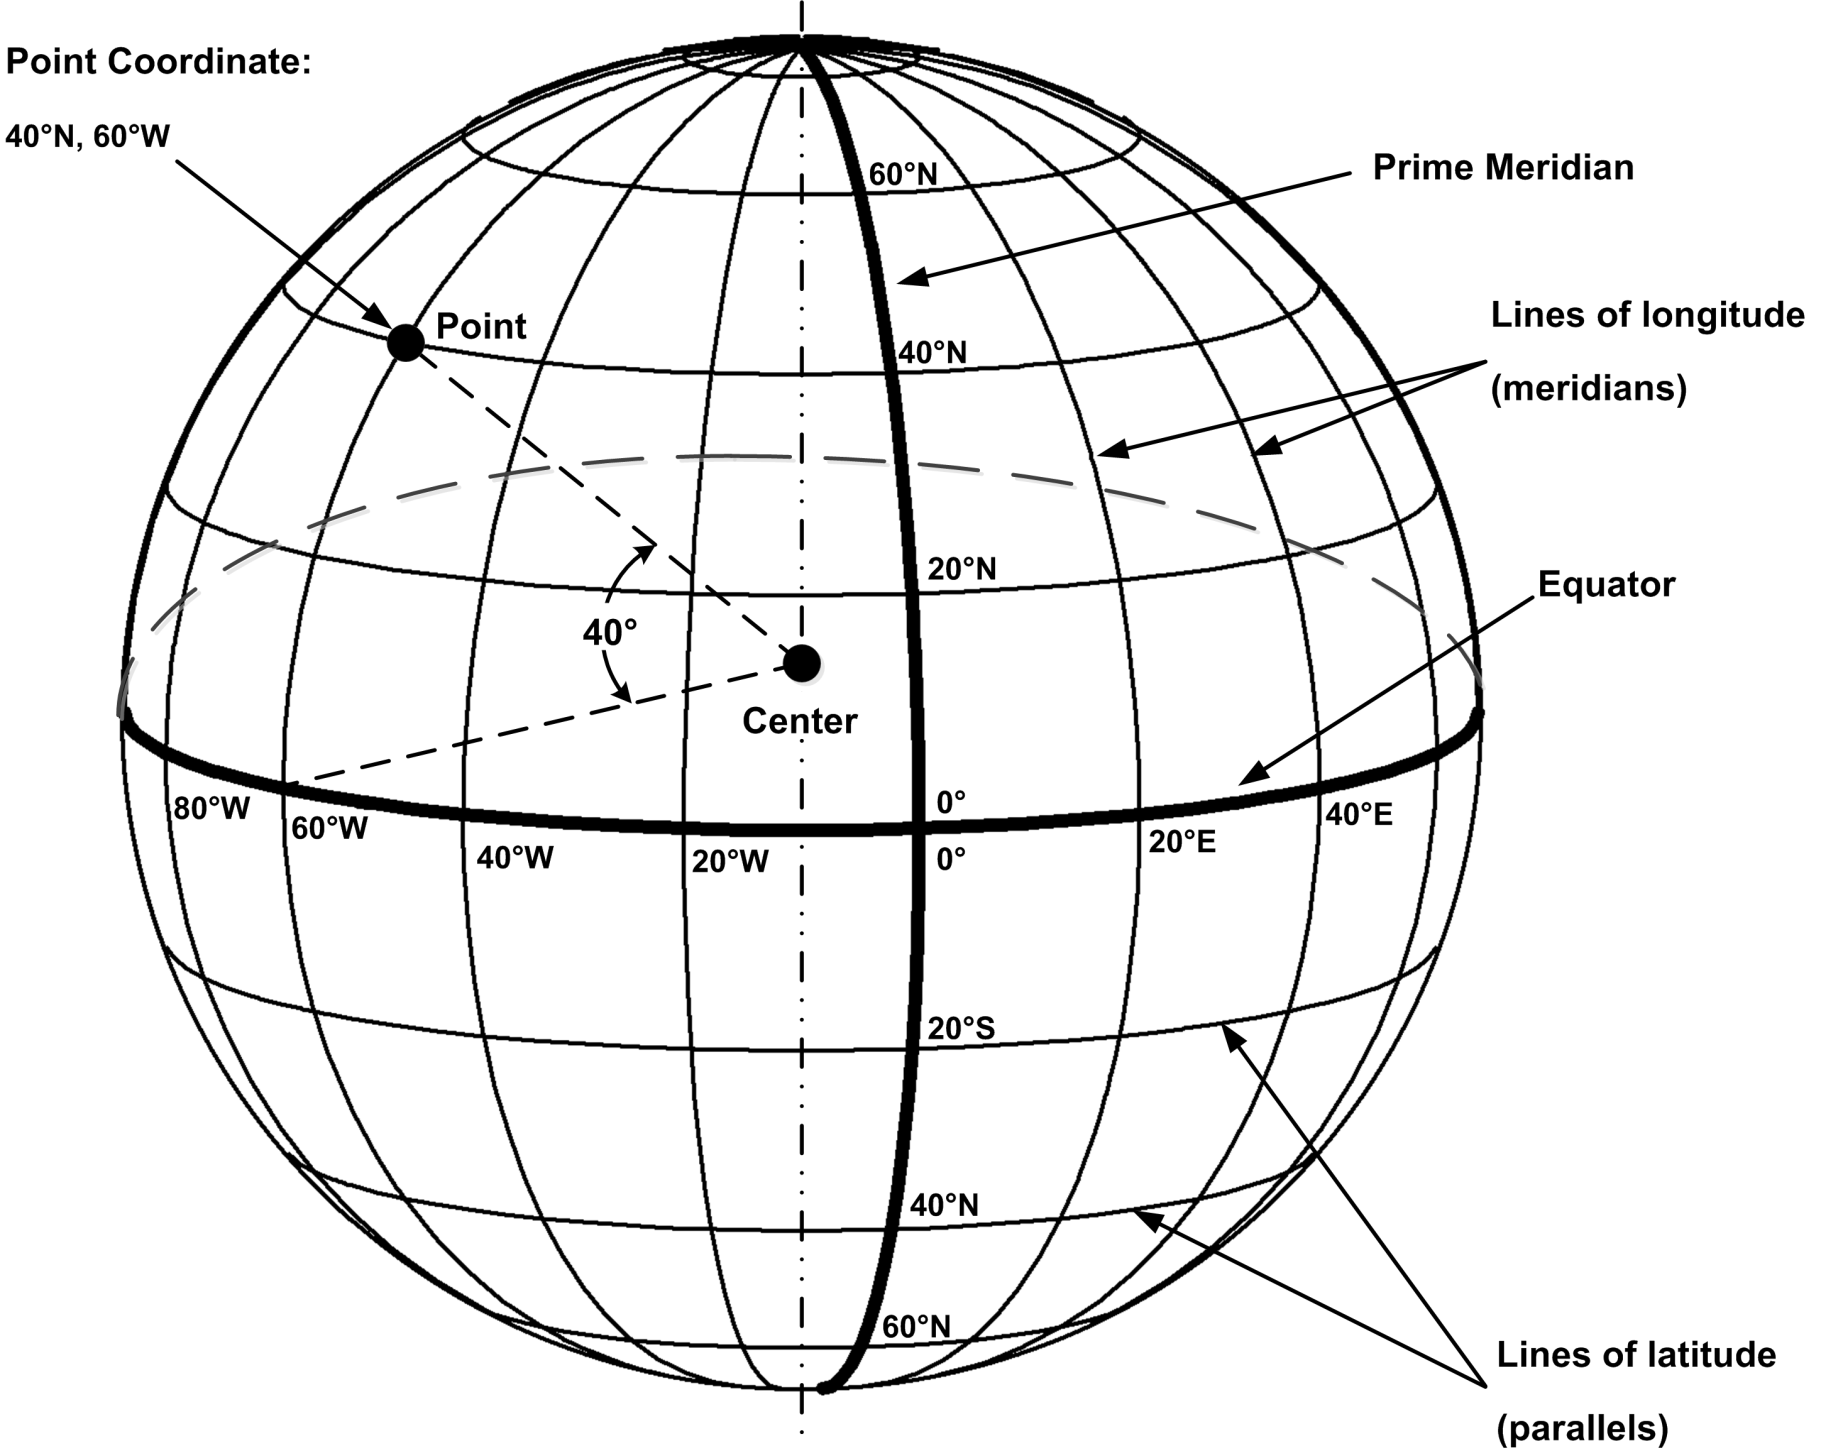 Point Coordinate:
40°N, 60°W
60°N
Prime Meridian
Point
Lines of longitude
(meridians)
40°N
20°N
Equator
40°
Center
80°W
60°W
40°W
20°W
0°
0°
20°E
40°E
20°S
40°N
60°N
Lines of latitude
(parallels)